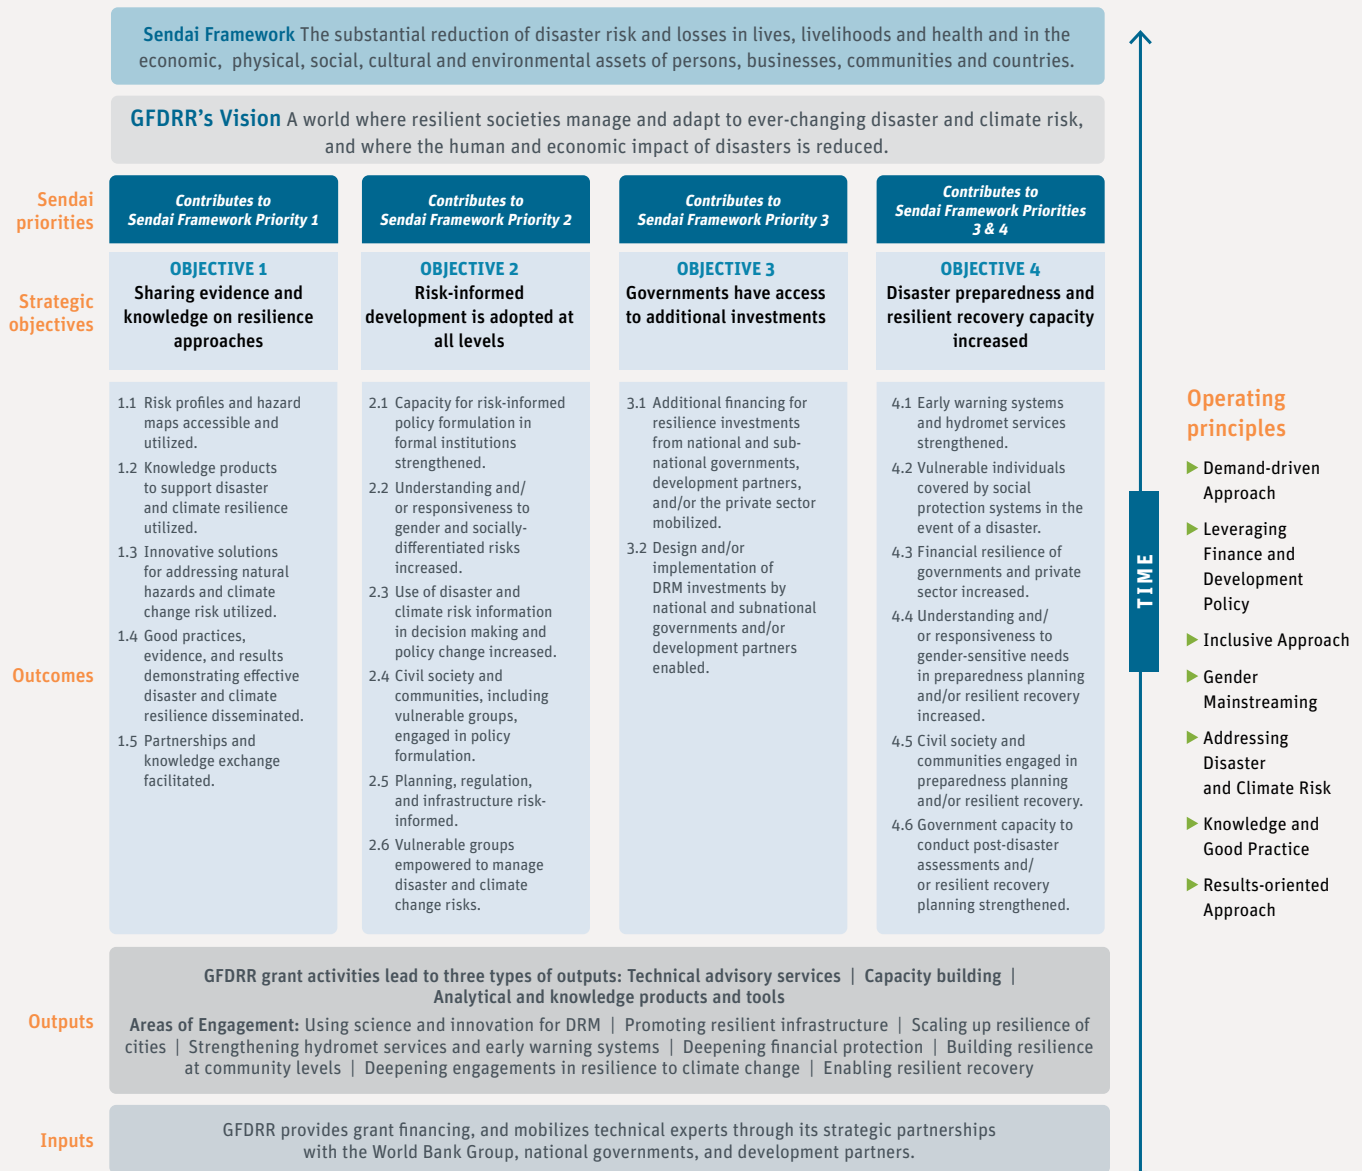 Sendai Framework The substantial reduction of disaster risk and losses in lives, livelihoods and health and in the
economic, physical, social, cultural and environmental assets of persons, businesses, communities and countries.
GFDRR's Vision A world where resilient societies manage and adapt to ever-changing disaster and climate risk,
and where the human and economic impact of disasters is reduced.
Sendai
priorities
Contributes to
Sendai Framework Priority 1
Contributes to
Sendai Framework Priority 2
Contributes to
Sendai Framework Priority 3
Contributes to
Sendai Framework Priorities
3 & 4
Strategic
objectives
OBJECTIVE 1
Sharing evidence and
knowledge on resilience
approaches
OBJECTIVE 2
Risk-informed
development is adopted at
all levels
OBJECTIVE 3
Governments have access
to additional investments
OBJECTIVE 4
Disaster preparedness and
resilient recovery capacity
increased
Outcomes
1.1 Risk profiles and hazard
maps accessible and
utilized.
1.2 Knowledge products
to support disaster
and climate resilience
utilized.
1.3 Innovative solutions
for addressing natural
hazards and climate
change risk utilized.
1.4 Good practices,
evidence, and results
demonstrating effective
disaster and climate
resilience disseminated.
1.5 Partnerships and
knowledge exchange
facilitated.
2.1 Capacity for risk-informed
policy formulation in
formal institutions
strengthened.
2.2 Understanding and/
or responsiveness to
gender and socially-
differentiated risks
increased.
2.3 Use of disaster and
climate risk information
in decision making and
policy change increased.
2.4 Civil society and
communities, including
vulnerable groups,
engaged in policy
formulation.
2.5 Planning, regulation,
and infrastructure risk-
informed.
2.6 Vulnerable groups
empowered to manage
disaster and climate
change risks.
3.1 Additional financing for
resilience investments
from national and sub-
national governments,
development partners,
and/or the private sector
mobilized.
3.2 Design and/or
implementation of
DRM investments by
national and subnational
governments and/or
development partners
enabled.
4.1 Early warning systems
and hydromet services
strengthened.
4.2 Vulnerable individuals
covered by social
protection systems in the
event of a disaster.
4.3 Financial resilience of
governments and private
sector increased.
4.4 Understanding and/
or responsiveness to
gender-sensitive needs
in preparedness planning
and/or resilient recovery
increased.
4.5 Civil society and
communities engaged in
preparedness planning
and/or resilient recovery.
4.6 Government capacity to
conduct post-disaster
assessments and/
or resilient recovery
planning strengthened.
Outputs
GFDRR grant activities lead to three types of outputs: Technical advisory services | Capacity building |
Analytical and knowledge products and tools
Areas of Engagement: Using science and innovation for DRM | Promoting resilient infrastructure | Scaling up resilience of
cities | Strengthening hydromet services and early warning systems | Deepening financial protection | Building resilience
at community levels | Deepening engagements in resilience to climate change | Enabling resilient recovery
Inputs
GFDRR provides grant financing, and mobilizes technical experts through its strategic partnerships
with the World Bank Group, national governments, and development partners.
TIME
Operating
principles
Demand-driven
Approach
Leveraging
Finance and
Development
Policy
Inclusive Approach
Gender
Mainstreaming
Addressing
Disaster
and Climate Risk
Knowledge and
Good Practice
Results-oriented
Approach